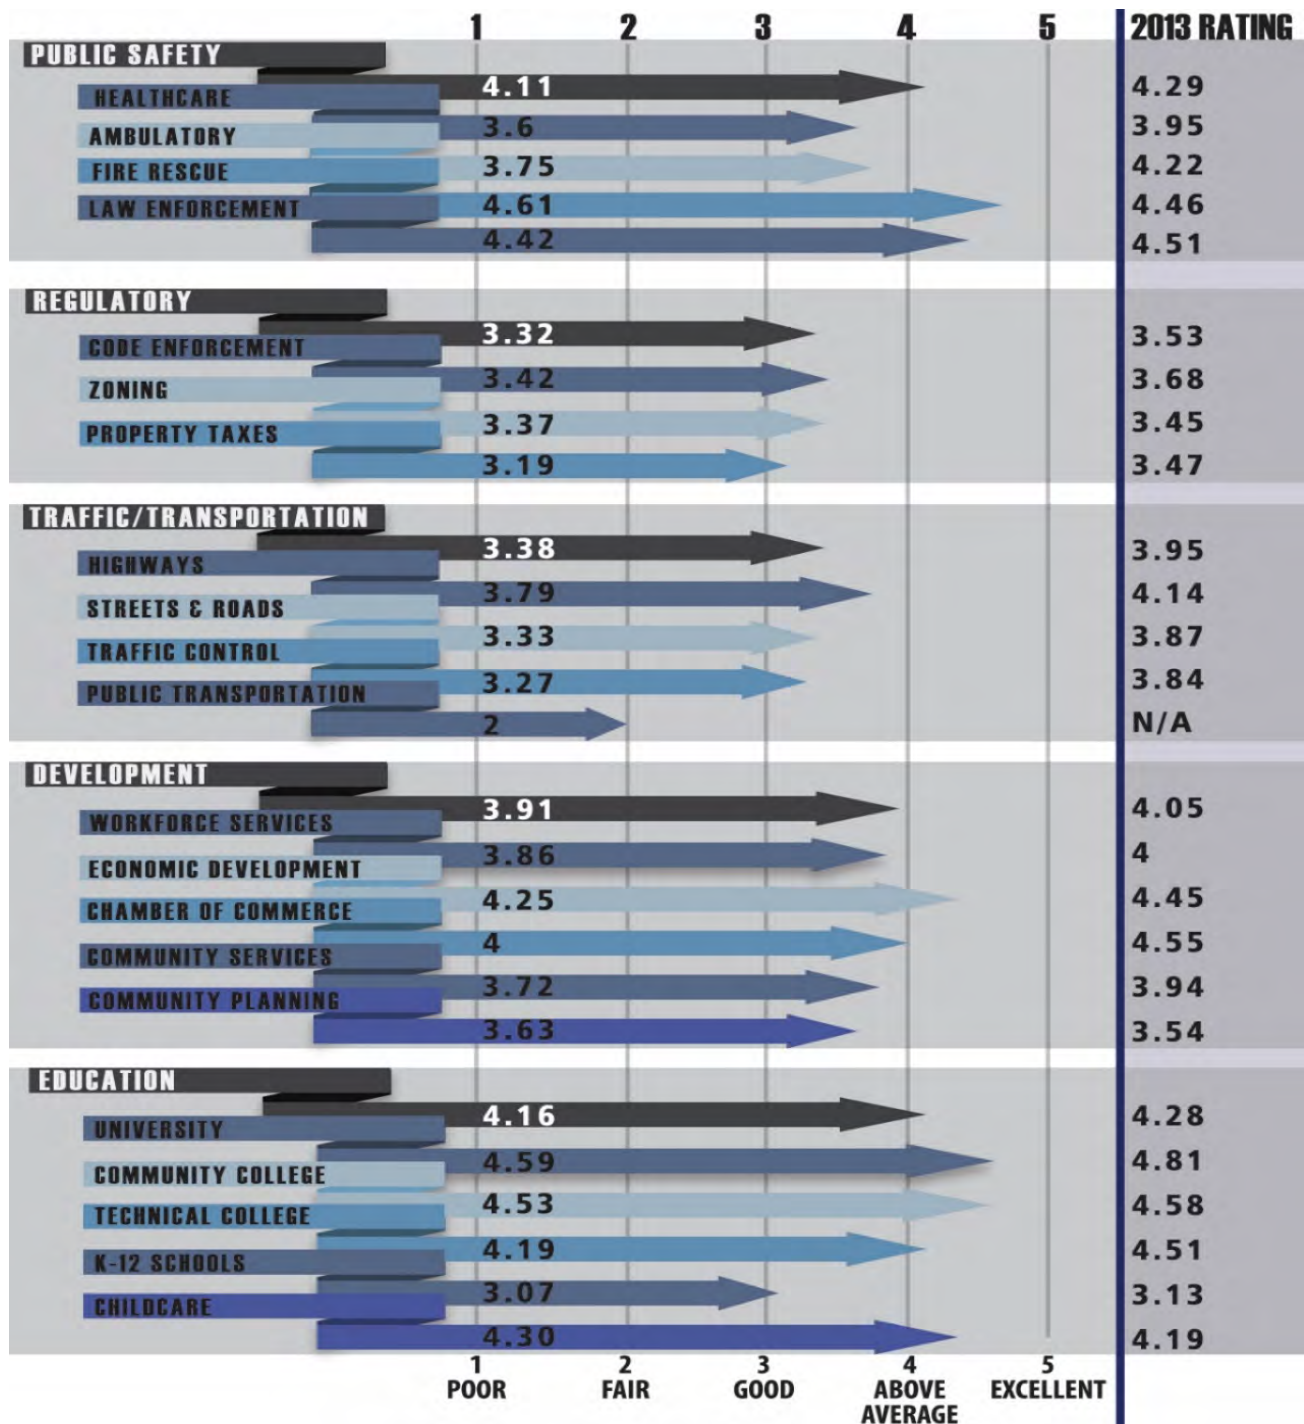 1 2 3 4 5 2013 RATING
PUBLIC SAFETY
4.11 4.29
HEALTHCARE
3.6 3.95
AMBULATORY
3.75 4.22
FIRE RESCUE
4.61 4.46
LAW ENFORCEMENT
4.42 4.51
REGULATORY
3.32 3.53
CODE ENFORCEMENT
3.42 3.68
ZONING
3.37 3.45
PROPERTY TAXES
3.19 3.47
TRAFFIC/TRANSPORTATION
3.38 3.95
HIGHWAYS
3.79 4.14
STREETS & ROADS
3.33 3.87
TRAFFIC CONTROL
3.27 3.84
PUBLIC TRANSPORTATION
2 N/A
DEVELOPMENT
3.91 4.05
WORKFORCE SERVICES
3.86 4
ECONOMIC DEVELOPMENT
4.25 4.45
CHAMBER OF COMMERCE
4 4.55
COMMUNITY SERVICES
3.72 3.94
COMMUNITY PLANNING
3.63 3.54
EDUCATION
4.16 4.28
UNIVERSITY
4.59 4.81
COMMUNITY COLLEGE
4.53 4.58
TECHNICAL COLLEGE
4.19 4.51
K-12 SCHOOLS
3.07 3.13
CHILDCARE
4.30 4.19
1 2 3 4 5
POOR FAIR GOOD ABOVE EXCELLENT
AVERAGE